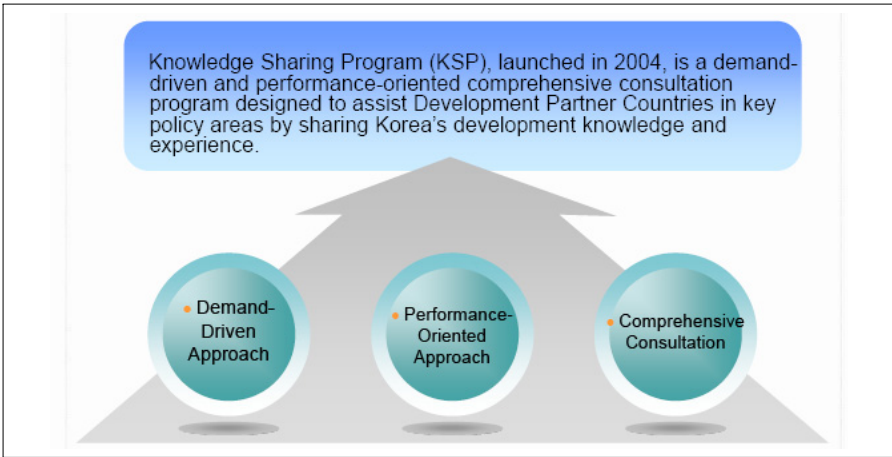 Knowledge Sharing Program (KSP), launched in 2004, is a demand-
driven and performance-oriented comprehensive consultation
program designed to assist Development Partner Countries in key
policy areas by sharing Korea's development knowledge and
experience.
• Demand-
Driven
Approach
• Performance-
Oriented
Approach
• Comprehensive
Consultation